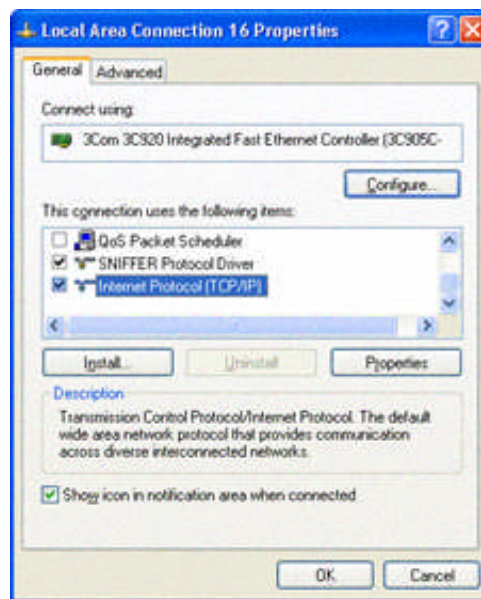 Local Area Connection 16 Properties
General Advanced
Connect using:
3Com 3C920 Integrated Fast Ethernet Controller (3C905C-
Configure...
This connection uses the following items:
QoS Packet Scheduler
SNIFFER Protocol Driver
Internet Protocol (TCP/IP)
Install... Uninstall Properties
Description
Transmission Control Protocol/Internet Protocol. The default
wide area network protocol that provides communication
across diverse interconnected networks.
Show icon in notification area when connected
OK Cancel